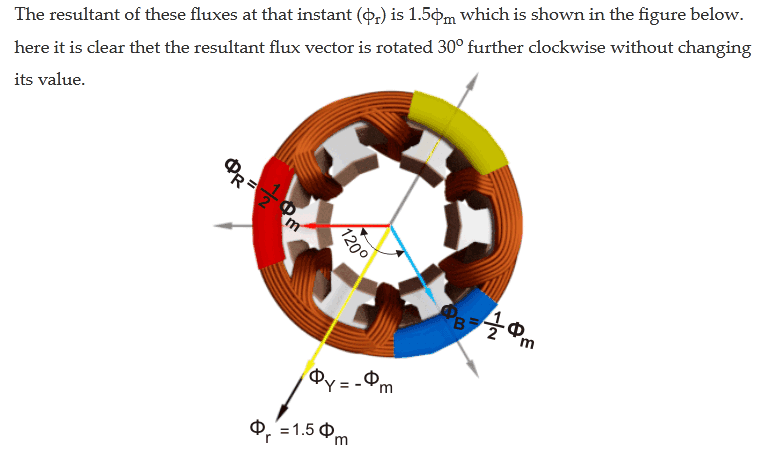 The resultant of these fluxes at that instant (ϕr) is 1.5ϕm which is shown in the figure below.
here it is clear thet the resultant flux vector is rotated 30° further clockwise without changing
its value.
ΦR = 1/2 Φm
120°
ΦB = 1/2 Φm
ΦY = -Φm
Φr = 1.5 Φm